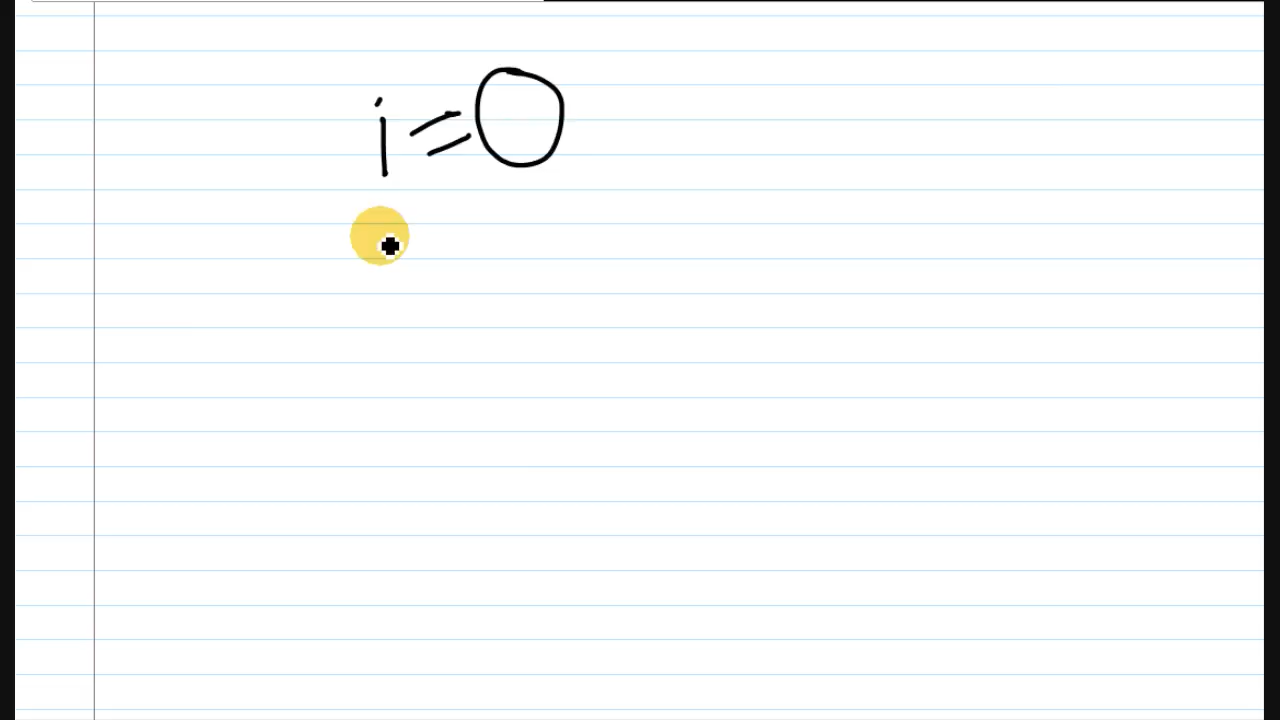 i = 0